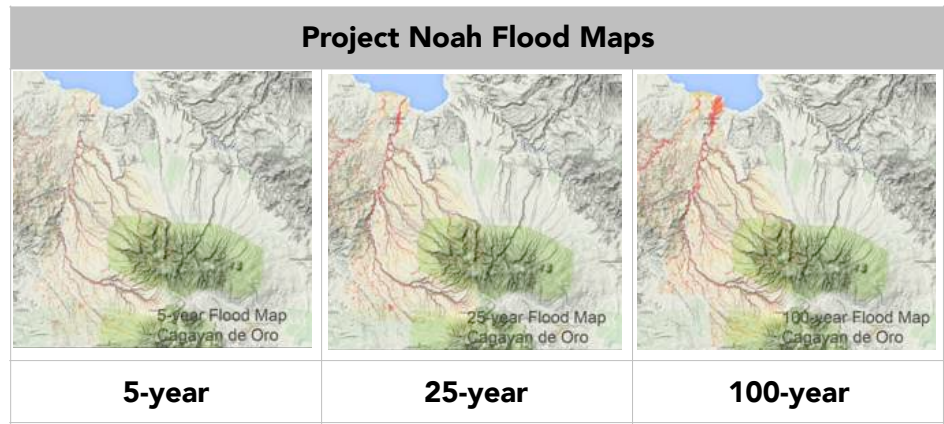 Project Noah Flood Maps
5-year Flood Map
Cagayan de Oro
25-year Flood Map
Cagayan de Oro
100-year Flood Map
Cagayan de Oro
5-year
25-year
100-year